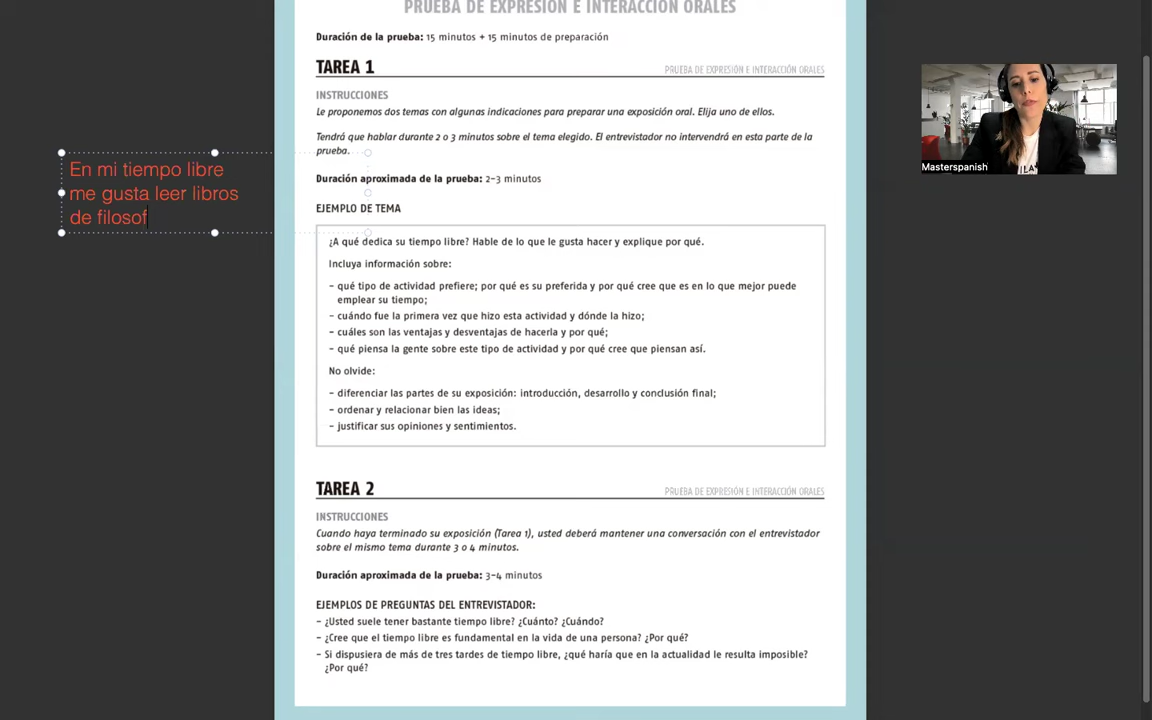 PRUEBA DE EXPRESIÓN E INTERACCIÓN ORALES
Duración de la prueba: 15 minutos + 15 minutos de preparación
TAREA 1
PRUEBA DE EXPRESIÓN E INTERACCIÓN ORALES
INSTRUCCIONES
Le proponemos dos temas con algunas indicaciones para preparar una exposición oral. Elija uno de ellos.
Tendrá que hablar durante 2 o 3 minutos sobre el tema elegido. El entrevistador no intervendrá en esta parte de la
prueba.
Duración aproximada de la prueba: 2-3 minutos
EJEMPLO DE TEMA
¿A qué dedica su tiempo libre? Hable de lo que le gusta hacer y explique por qué.
Incluya información sobre:
- qué tipo de actividad prefiere; por qué es su preferida y por qué cree que es en lo que mejor puede
emplear su tiempo;
- cuándo fue la primera vez que hizo esta actividad y dónde la hizo;
- cuáles son las ventajas y desventajas de hacerla y por qué;
- qué piensa la gente sobre este tipo de actividad y por qué cree que piensan así.
No olvide:
- diferenciar las partes de su exposición: introducción, desarrollo y conclusión final;
- ordenar y relacionar bien las ideas;
- justificar sus opiniones y sentimientos.
TAREA 2
PRUEBA DE EXPRESIÓN E INTERACCIÓN ORALES
INSTRUCCIONES
Cuando haya terminado su exposición (Tarea 1), usted deberá mantener una conversación con el entrevistador
sobre el mismo tema durante 3 o 4 minutos.
Duración aproximada de la prueba: 3-4 minutos
EJEMPLOS DE PREGUNTAS DEL ENTREVISTADOR:
- ¿Usted suele tener bastante tiempo libre? ¿Cuánto? ¿Cuándo?
- ¿Cree que el tiempo libre es fundamental en la vida de una persona? ¿Por qué?
- Si dispusiera de más de tres tardes de tiempo libre, ¿qué haría que en la actualidad le resulta imposible?
¿Por qué?
En mi tiempo libre
me gusta leer libros
de filosof
Masterspanish